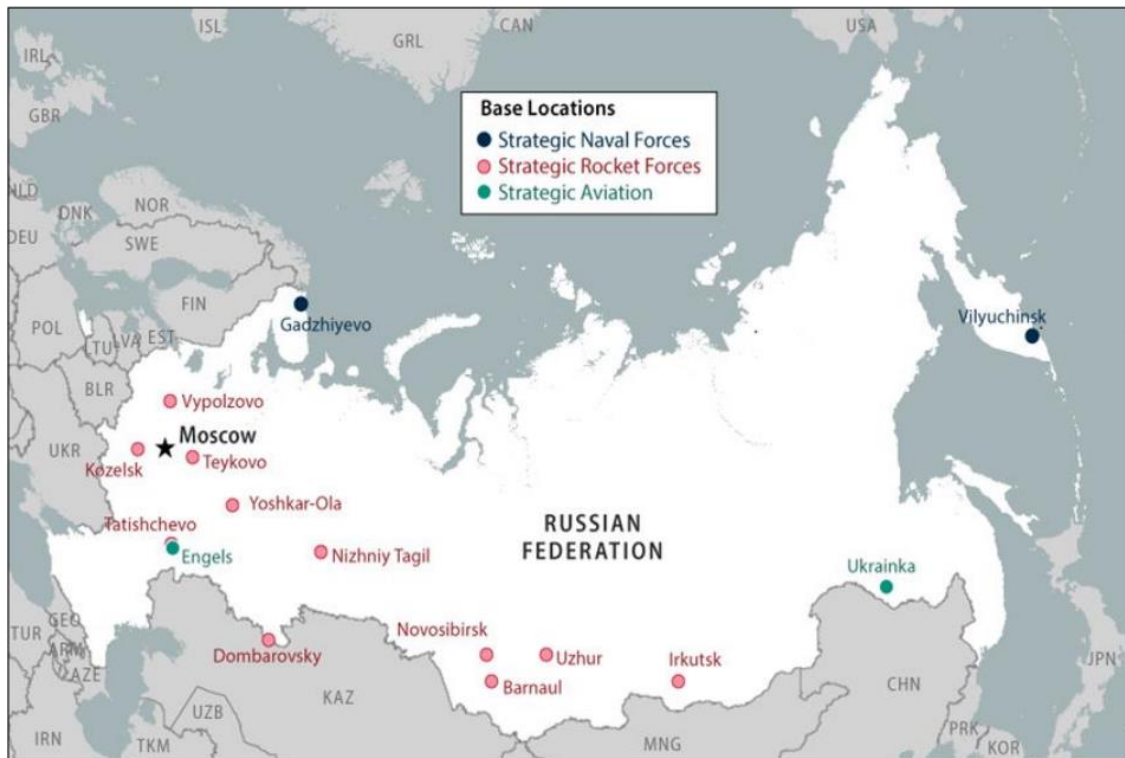 ISL
GRL
CAN
USA
IRL
GBR
Base Locations
Strategic Naval Forces
Strategic Rocket Forces
Strategic Aviation
NLD
DNK
NOR
DEU
SWE
FIN
Gadzhiyevo
Vilyuchinsk
POL
LTU
LVA
EST
BLR
Vypolzovo
UKR
Moscow
Kozelsk
Teykovo
Yoshkar-Ola
Tatishchevo
Engels
Nizhniy Tagil
RUSSIAN
FEDERATION
Ukrainka
TUR
GEO
ARM
AZE
Dombarovsky
Novosibirsk
Uzhur
Irkutsk
Barnaul
KAZ
CHN
JPN
UZB
IRN
TKM
MNG
PRK
KOR